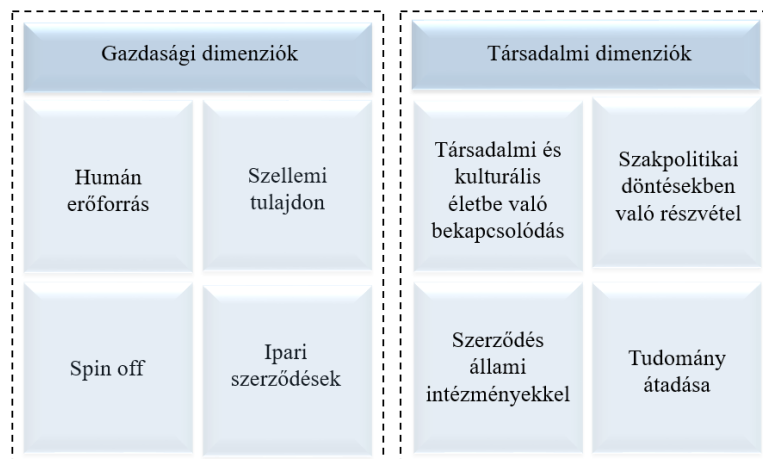 Gazdasági dimenziók
Humán
erőforrás
Szellemi
tulajdon
Spin off
Ipari
szerződések
Társadalmi dimenziók
Társadalmi és
kulturális
életbe való
bekapcsolódás
Szakpolitikai
döntésekben
való részvétel
Szerződés
állami
intézményekkel
Tudomány
átadása